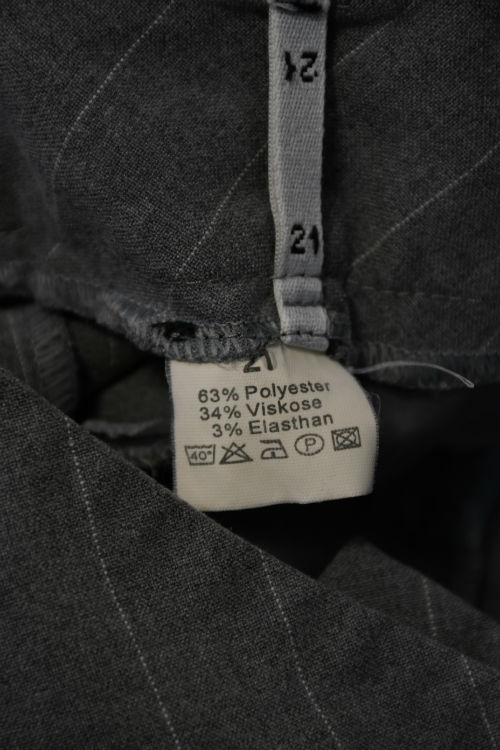 21
21
21
63% Polyester
34% Viskose
3% Elasthan
40° P